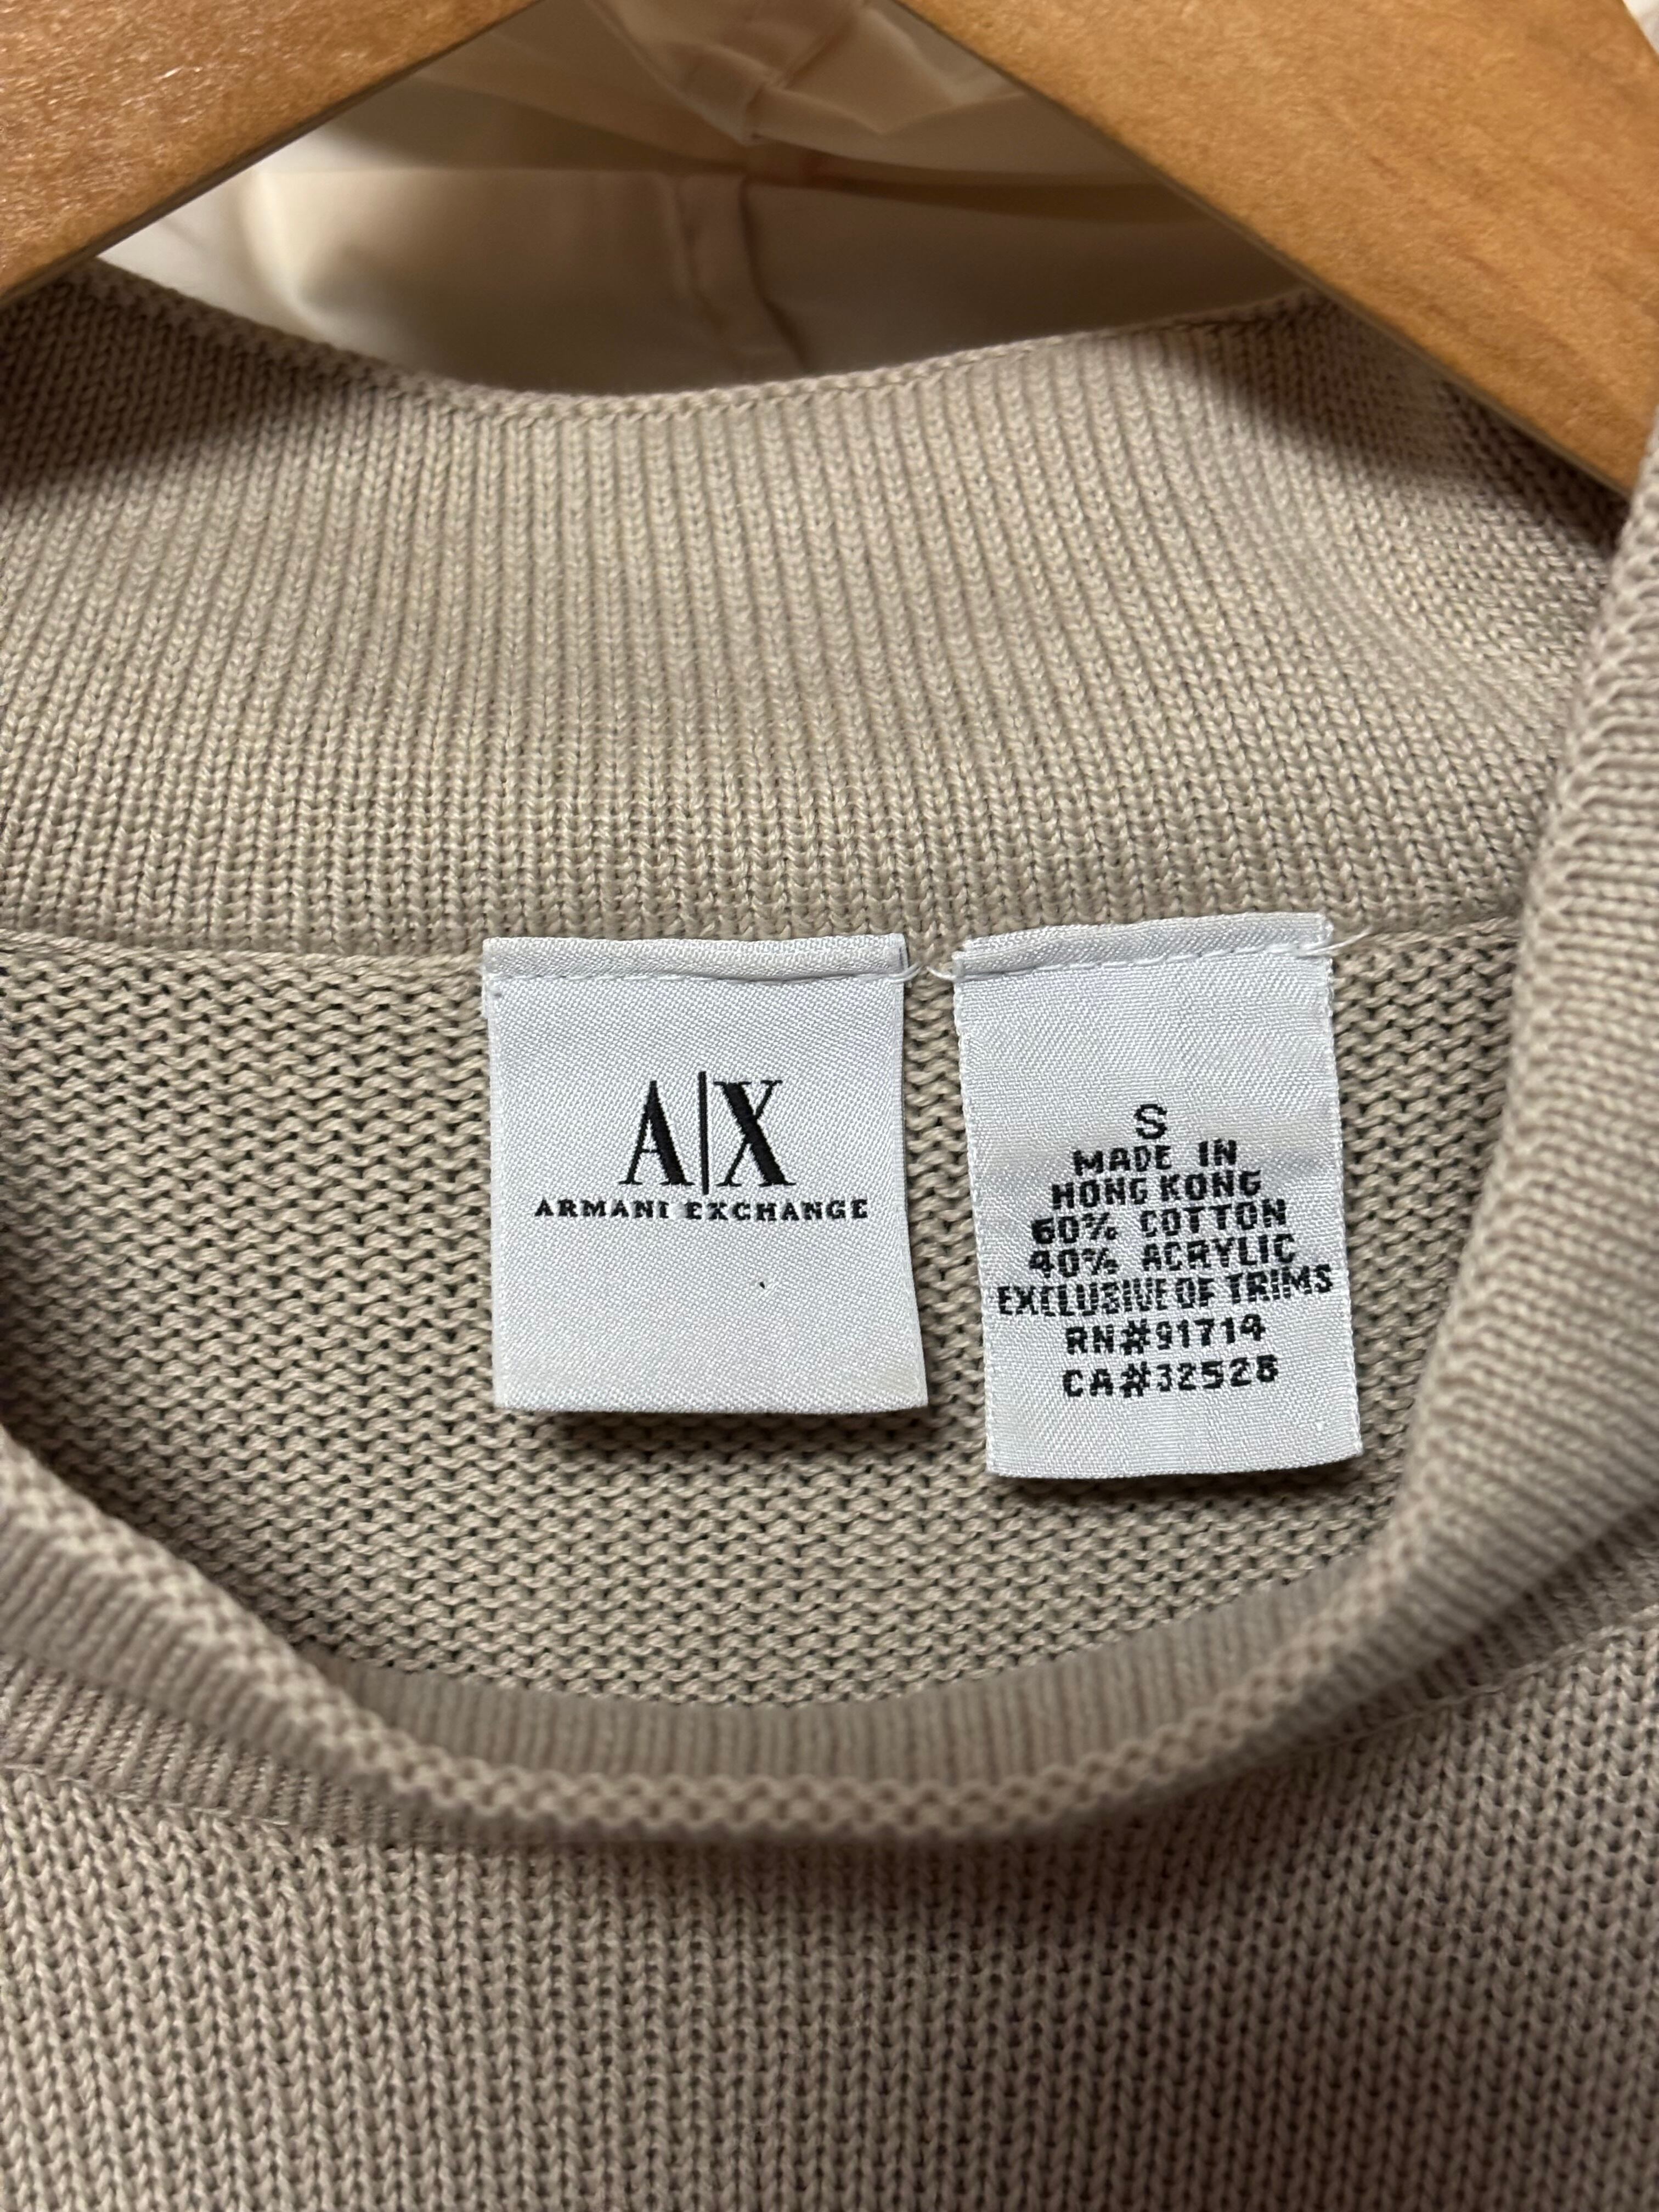 A|X
ARMANI EXCHANGE
S
MADE IN
HONG KONG
60% COTTON
40% ACRYLIC
EXCLUSIVE OF TRIMS
RN#91714
CA#32528